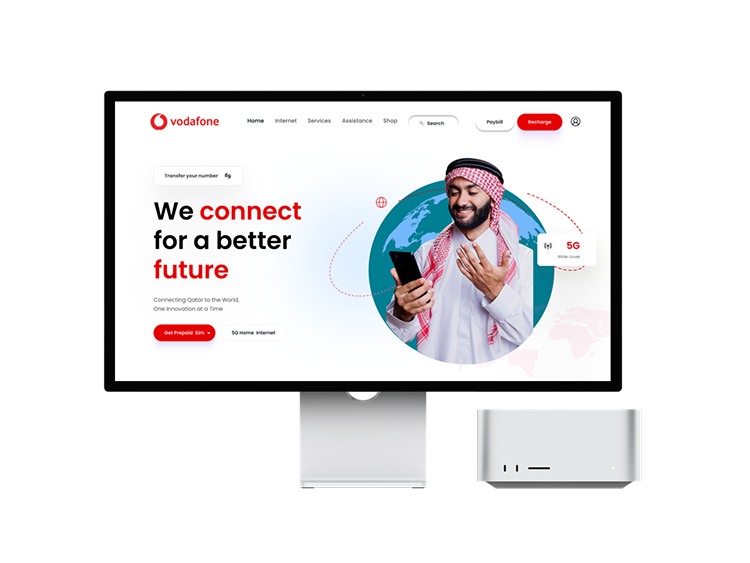 vodafone
Home Internet Services Assistance Shop Search Paybill Recharge
Transfer your number
We connect
for a better
future
5G
Wide cover
Connecting Qatar to the World,
One Innovation at a Time
Get Prepaid Sim 5G Home Internet